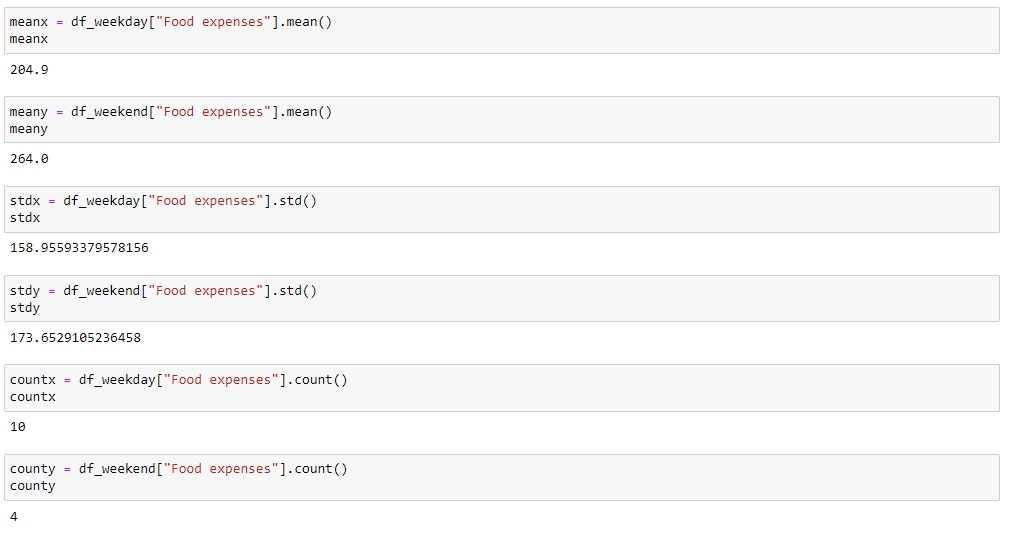 meanx = df_weekday["Food expenses"].mean()
meanx
204.9
meany = df_weekend["Food expenses"].mean()
meany
264.0
stdx = df_weekday["Food expenses"].std()
stdx
158.95593379578156
stdy = df_weekend["Food expenses"].std()
stdy
173.6529105236458
countx = df_weekday["Food expenses"].count()
countx
10
county = df_weekend["Food expenses"].count()
county
4